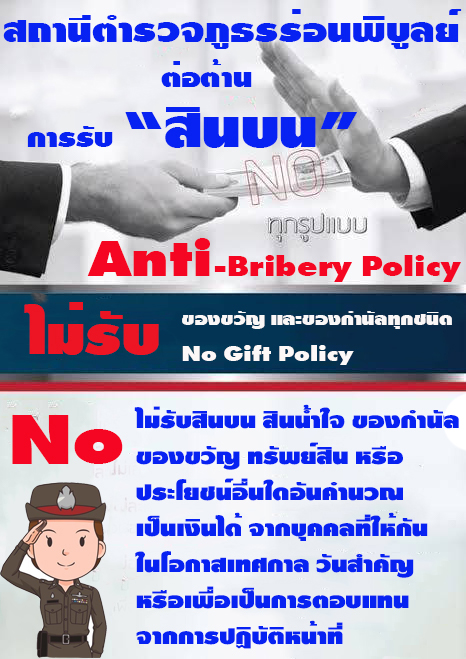 สถานีตำรวจภูธรร่อนพิบูลย์
ต่อต้าน
การรับ “สินบน”
NO
ทุกรูปแบบ
Anti-Bribery Policy
ไม่รับ
ของขวัญ และของกำนัลทุกชนิด
No Gift Policy
No
ไม่รับสินบน สินน้ำใจ ของกำนัล
ของขวัญ ทรัพย์สิน หรือ
ประโยชน์อื่นใดอันคำนวณ
เป็นเงินได้ จากบุคคลที่ให้กัน
ในโอกาสเทศกาล วันสำคัญ
หรือเพื่อเป็นการตอบแทน
จากการปฏิบัติหน้าที่